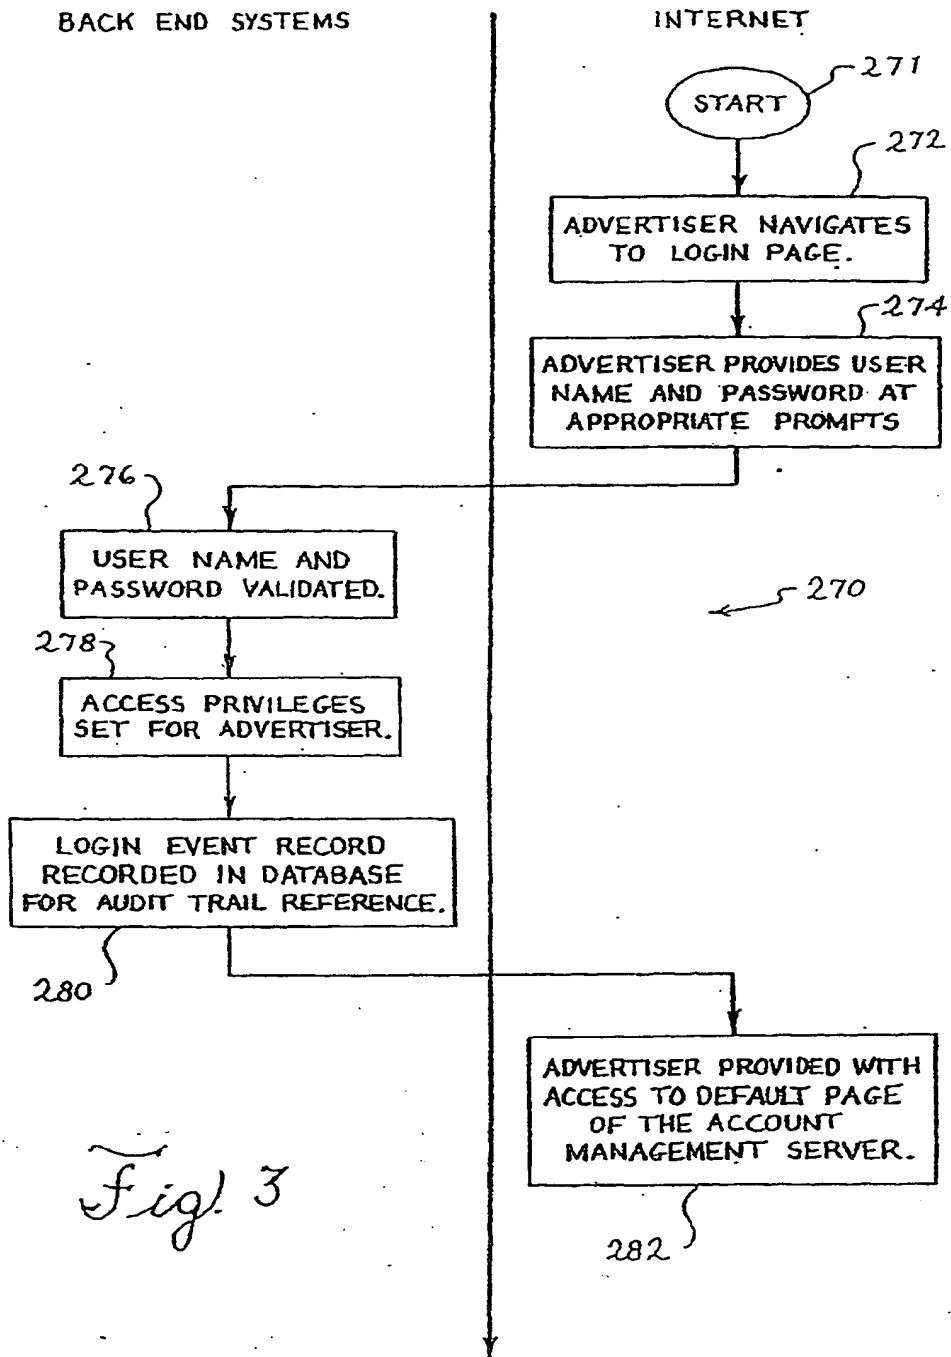 BACK END SYSTEMS
INTERNET
271
START
272
ADVERTISER NAVIGATES
TO LOGIN PAGE.
274
ADVERTISER PROVIDES USER
NAME AND PASSWORD AT
APPROPRIATE PROMPTS
276
USER NAME AND
PASSWORD VALIDATED.
270
278
ACCESS PRIVILEGES
SET FOR ADVERTISER.
LOGIN EVENT RECORD
RECORDED IN DATABASE
FOR AUDIT TRAIL REFERENCE.
280
ADVERTISER PROVIDED WITH
ACCESS TO DEFAULT PAGE
OF THE ACCOUNT
MANAGEMENT SERVER.
282
Fig. 3